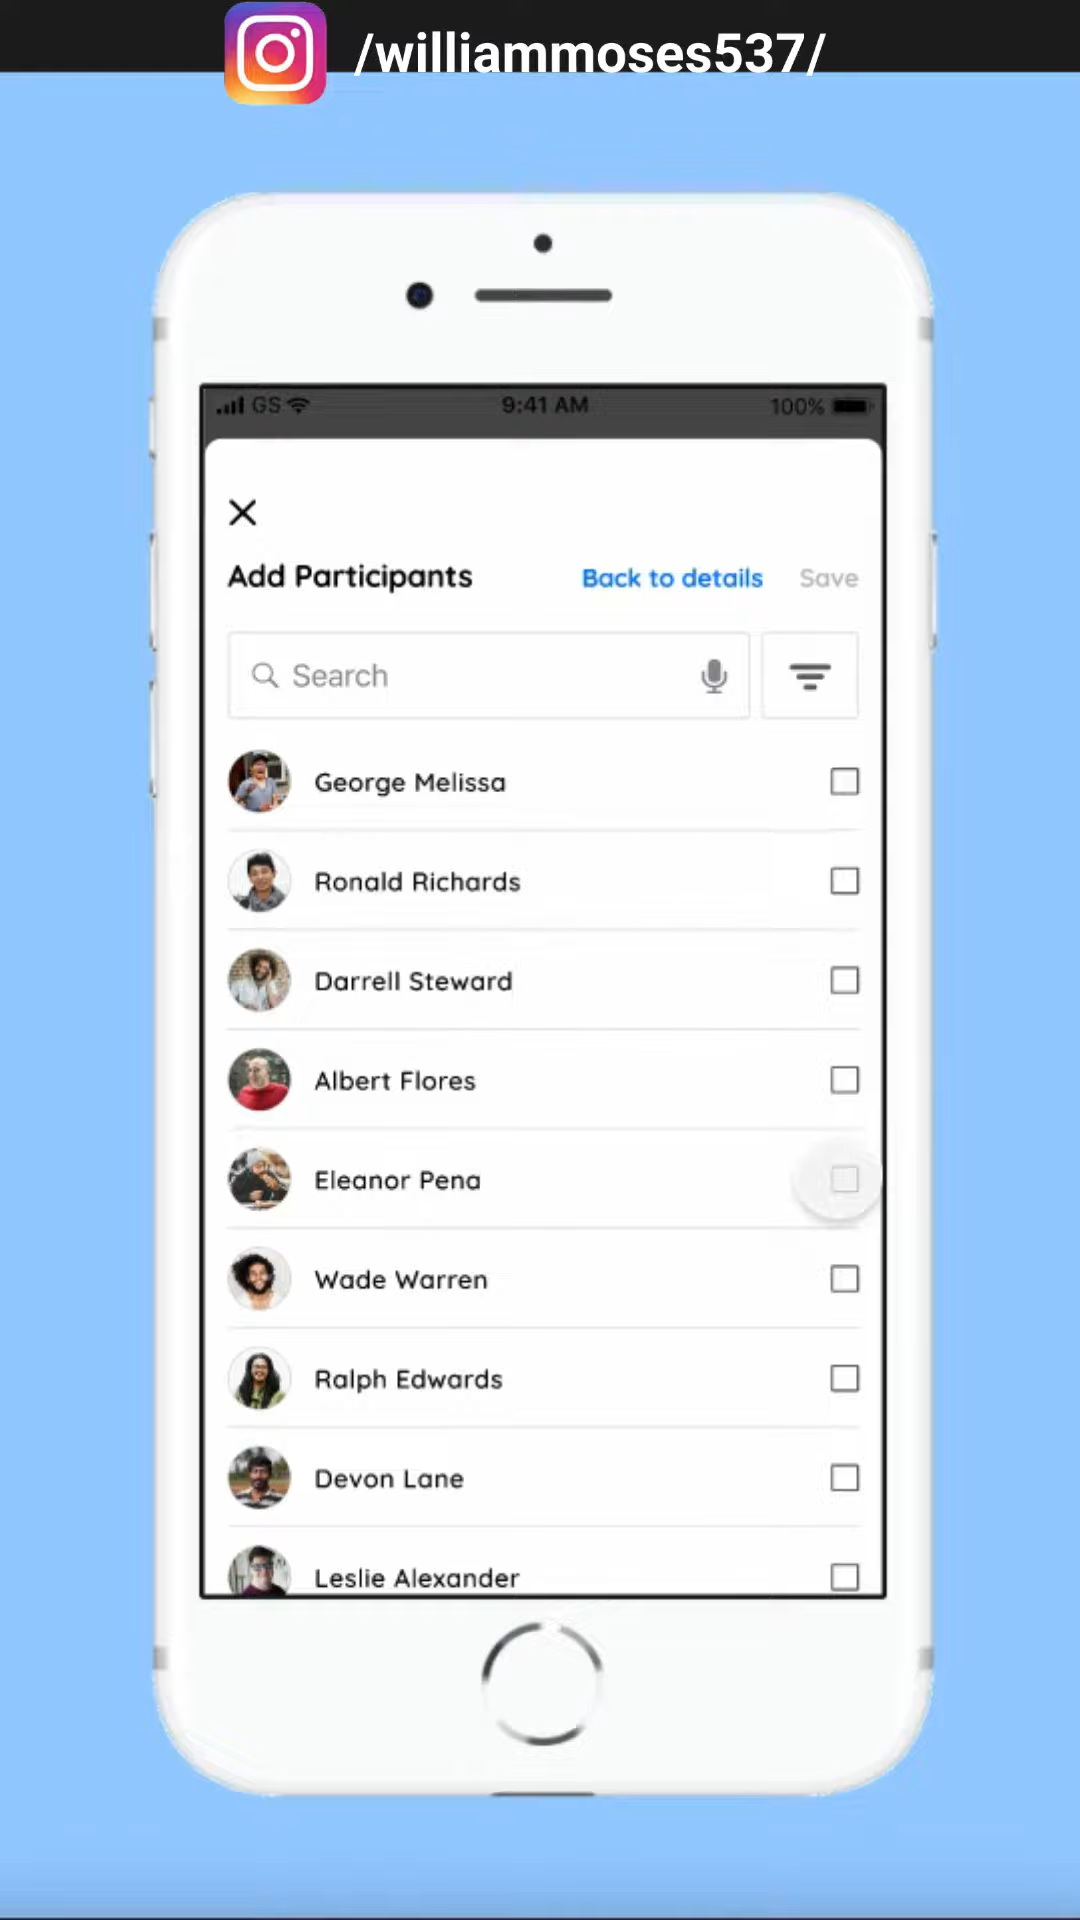 /williammoses537/
GS 9:41 AM 100%
Add Participants Back to details Save
Search
George Melissa
Ronald Richards
Darrell Steward
Albert Flores
Eleanor Pena
Wade Warren
Ralph Edwards
Devon Lane
Leslie Alexander